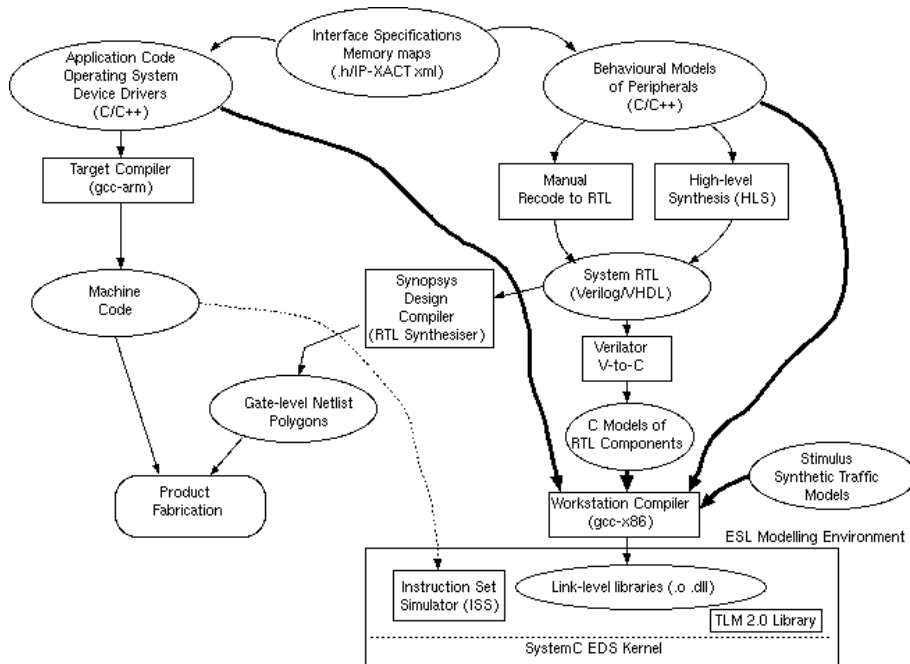 Interface Specifications
Memory maps
(.h/IP-XACT xml)
Application Code
Operating System
Device Drivers
(C/C++)
Behavioural Models
of Peripherals
(C/C++)
Target Compiler
(gcc-arm)
Manual
Recode to RTL
High-level
Synthesis (HLS)
System RTL
(Verilog/VHDL)
Synopsys
Design
Compiler
(RTL Synthesiser)
Machine
Code
Verilator
V-to-C
Gate-level Netlist
Polygons
C Models of
RTL Components
Stimulus
Synthetic Traffic
Models
Product
Fabrication
Workstation Compiler
(gcc-x86)
ESL Modelling Environment
Instruction Set
Simulator (ISS)
Link-level libraries (.o .dll)
TLM 2.0 Library
SystemC EDS Kernel